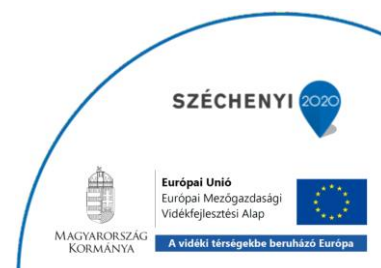 SZÉCHENYI 2020
Európai Unió
Európai Mezőgazdasági
Vidékfejlesztési Alap
MAGYARORSZÁG
KORMÁNYA
A vidéki térségekbe beruházó Európa